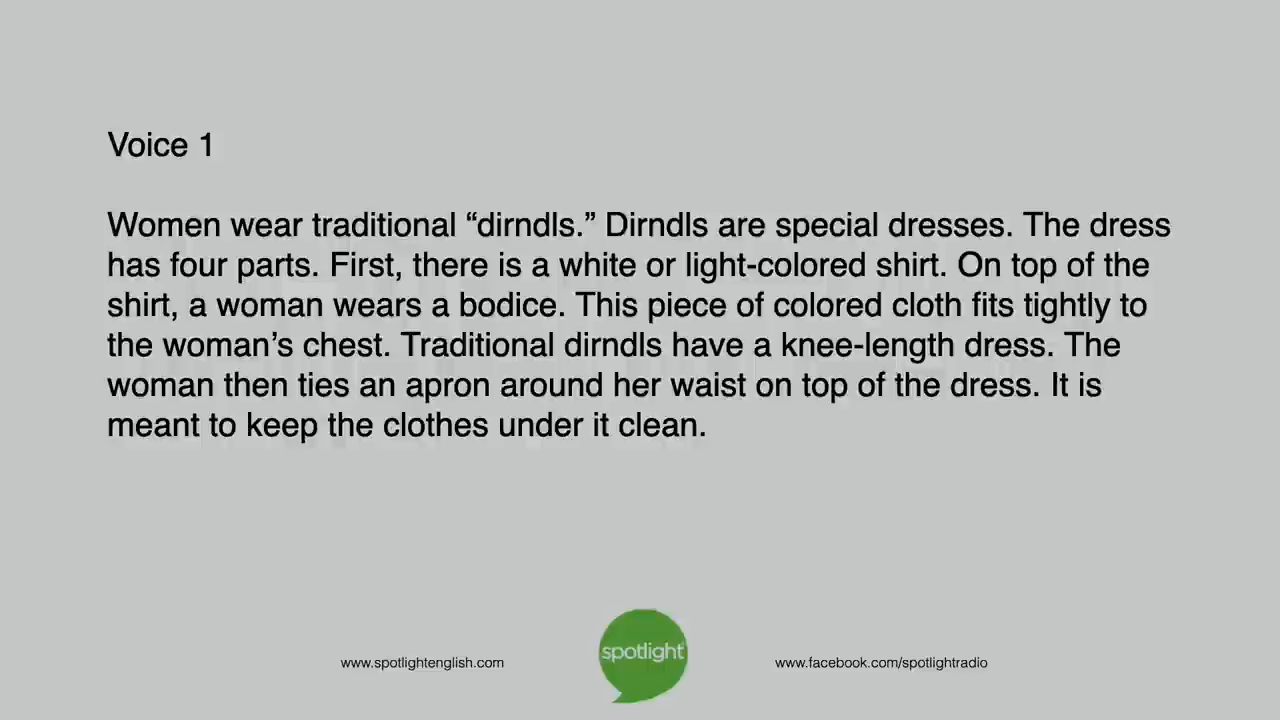 Voice 1
Women wear traditional “dirndls.” Dirndls are special dresses. The dress
has four parts. First, there is a white or light-colored shirt. On top of the
shirt, a woman wears a bodice. This piece of colored cloth fits tightly to
the woman’s chest. Traditional dirndls have a knee-length dress. The
woman then ties an apron around her waist on top of the dress. It is
meant to keep the clothes under it clean.
www.spotlightenglish.com
spotlight
www.facebook.com/spotlightradio